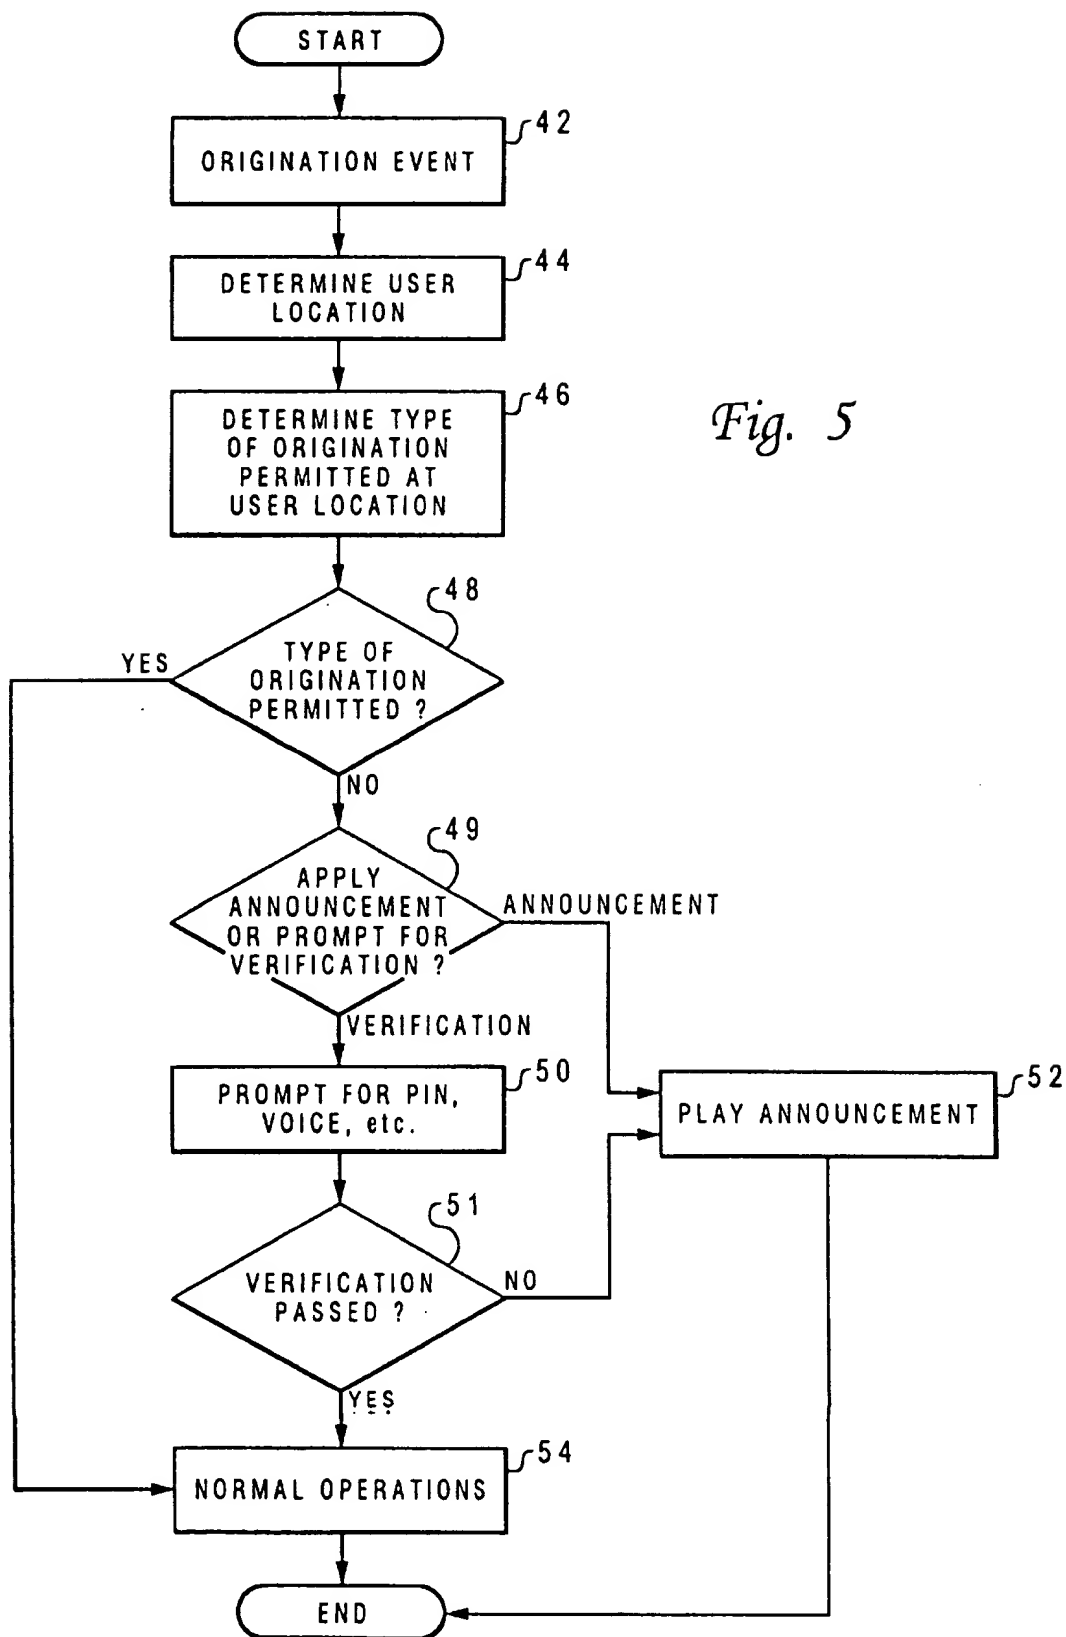 START
42
ORIGINATION EVENT
44
DETERMINE USER
LOCATION
46
DETERMINE TYPE
OF ORIGINATION
PERMITTED AT
USER LOCATION
Fig. 5
48
YES
TYPE OF
ORIGINATION
PERMITTED ?
NO
49
APPLY
ANNOUNCEMENT
OR PROMPT FOR
VERIFICATION ?
ANNOUNCEMENT
VERIFICATION
50
PROMPT FOR PIN,
VOICE, etc.
52
PLAY ANNOUNCEMENT
51
VERIFICATION
PASSED ?
NO
YES
54
NORMAL OPERATIONS
END